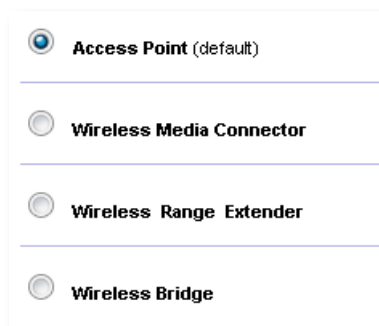 Access Point (default)
Wireless Media Connector
Wireless Range Extender
Wireless Bridge